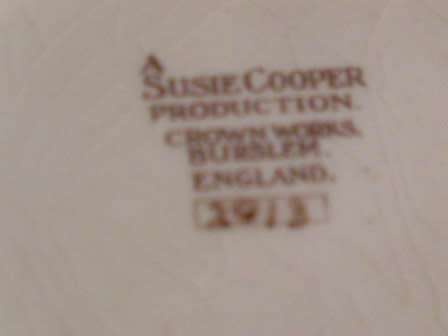 A
SUSIE COOPER
PRODUCTION.
CROWN WORKS.
BURSLEM.
ENGLAND.